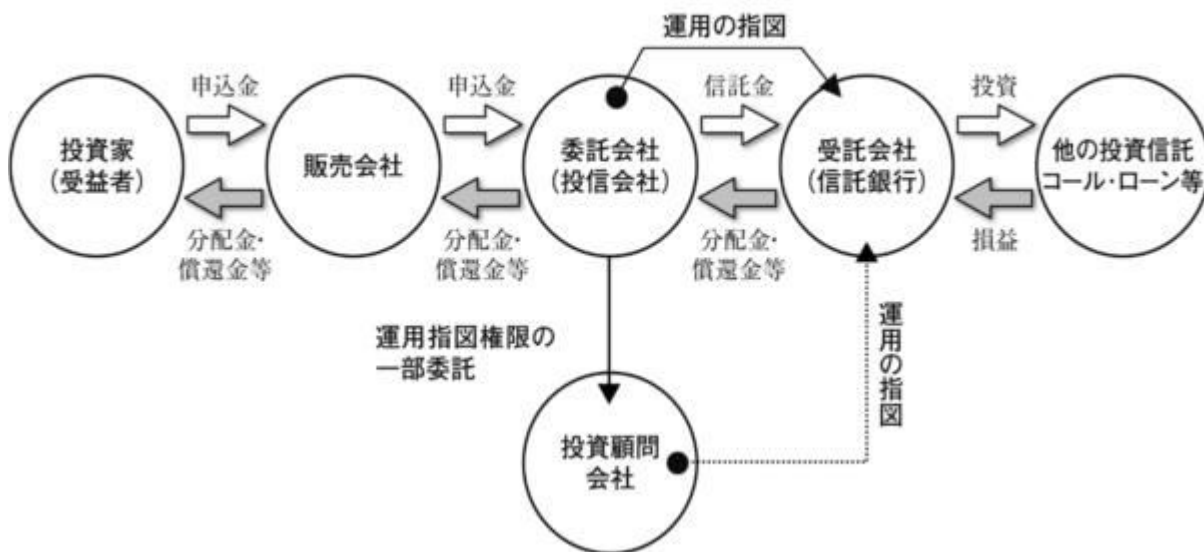 運用の指図
申込金
申込金
信託金
投資
投資家
(受益者)
販売会社
委託会社
(投信会社)
受託会社
(信託銀行)
他の投資信託
コール・ローン等
分配金・
償還金等
分配金・
償還金等
分配金・
償還金等
損益
運用指図権限の
一部委託
運用の指図
投資顧問
会社